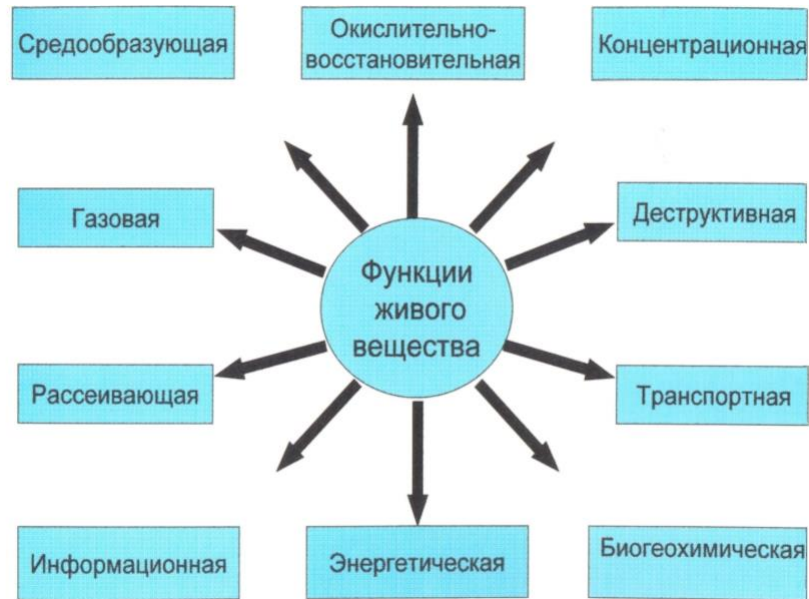 Средообразующая
Окислительно-
восстановительная
Концентрационная
Газовая
Деструктивная
Функции
живого
вещества
Рассеивающая
Транспортная
Информационная
Энергетическая
Биогеохимическая